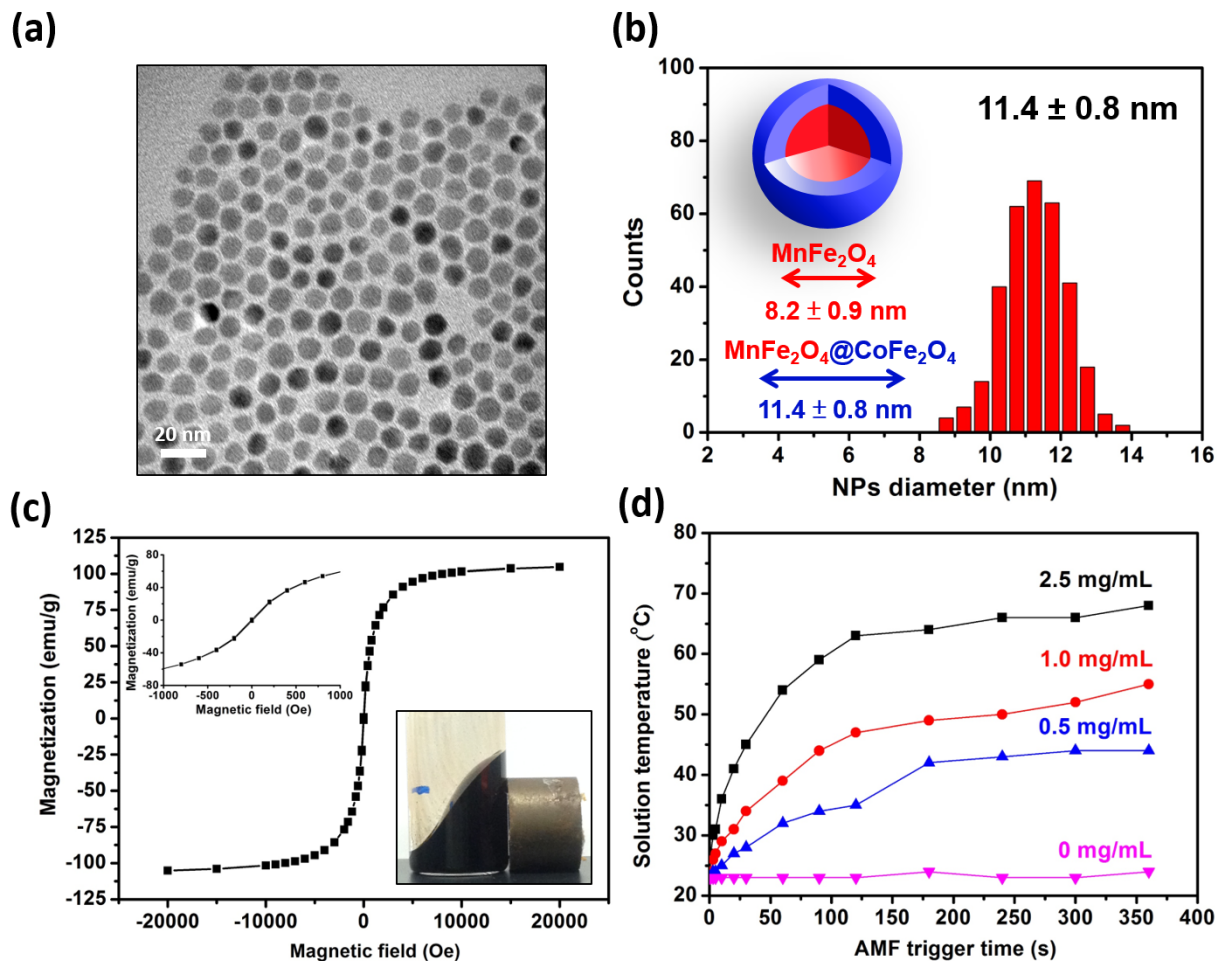 (a)
20 nm
(b)
11.4 ± 0.8 nm
MnFe₂O₄
8.2 ± 0.9 nm
MnFe₂O₄@CoFe₂O₄
11.4 ± 0.8 nm
Counts
100
80
60
40
20
0
2 4 6 8 10 12 14 16
NPs diameter (nm)
(c)
Magnetization (emu/g)
125
100
75
50
25
0
-25
-50
-75
-100
-125
-20000 -10000 0 10000 20000
Magnetic field (Oe)
Magnetization (emu/g)
80
40
0
-40
-80
-1000 -500 0 500 1000
Magnetic field (Oe)
(d)
Solution temperature (°C)
80
70
60
50
40
30
20
2.5 mg/mL
1.0 mg/mL
0.5 mg/mL
0 mg/mL
0 50 100 150 200 250 300 350 400
AMF trigger time (s)